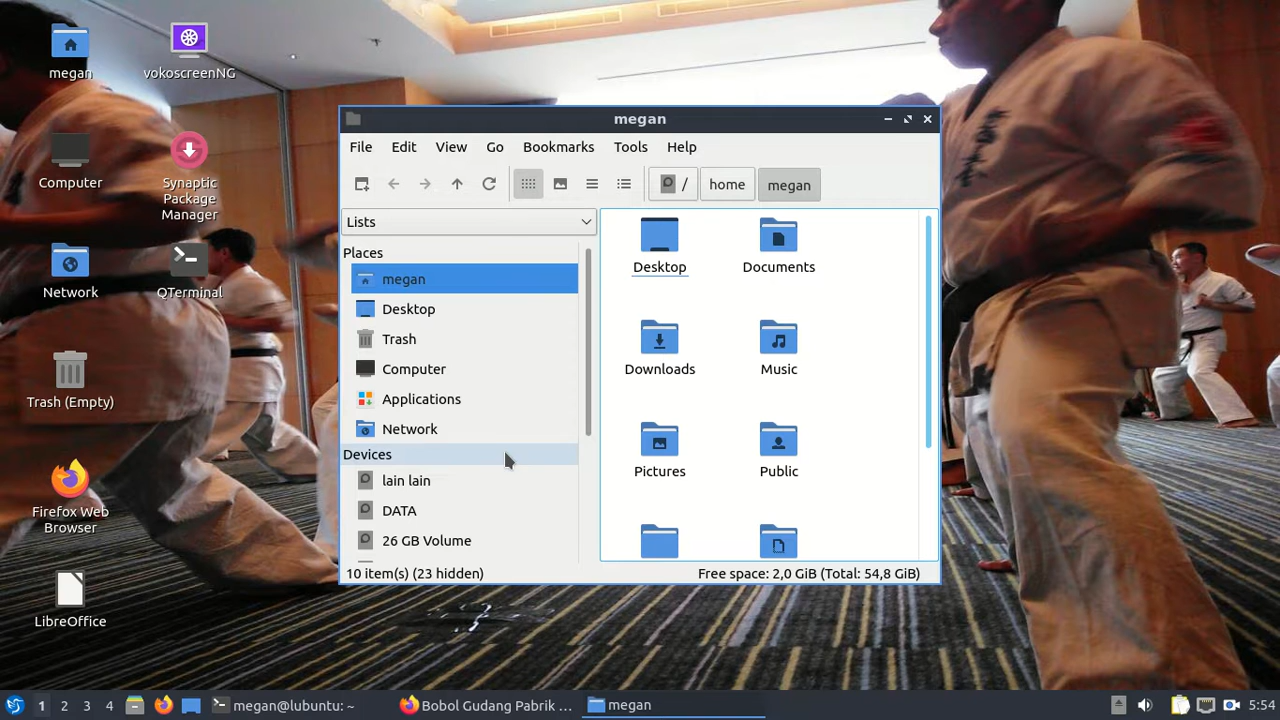 megan
vokoscreenNG
Computer
Synaptic
Package
Manager
Network
QTerminal
Trash (Empty)
Firefox Web
Browser
LibreOffice
megan
File Edit View Go Bookmarks Tools Help
/ home megan
Lists
Places
megan
Desktop
Trash
Computer
Applications
Network
Devices
lain lain
DATA
26 GB Volume
Desktop Documents
Downloads Music
Pictures Public
10 item(s) (23 hidden) Free space: 2,0 GiB (Total: 54,8 GiB)
1 2 3 4 megan@lubuntu: ~ Bobol Gudang Pabrik ... megan 5:54